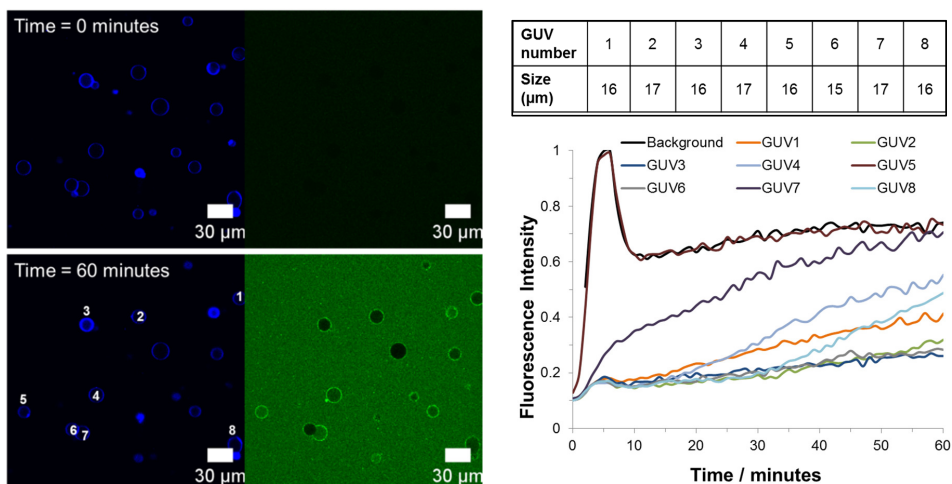 Time = 0 minutes
30 µm
30 µm
Time = 60 minutes
1
2
3
4
5
6
7
8
30 µm
30 µm
GUV number 1 2 3 4 5 6 7 8
Size (µm) 16 17 16 17 16 15 17 16
Background GUV1 GUV2
GUV3 GUV4 GUV5
GUV6 GUV7 GUV8
Fluorescence Intensity
1
0.8
0.6
0.4
0.2
0
0 10 20 30 40 50 60
Time / minutes